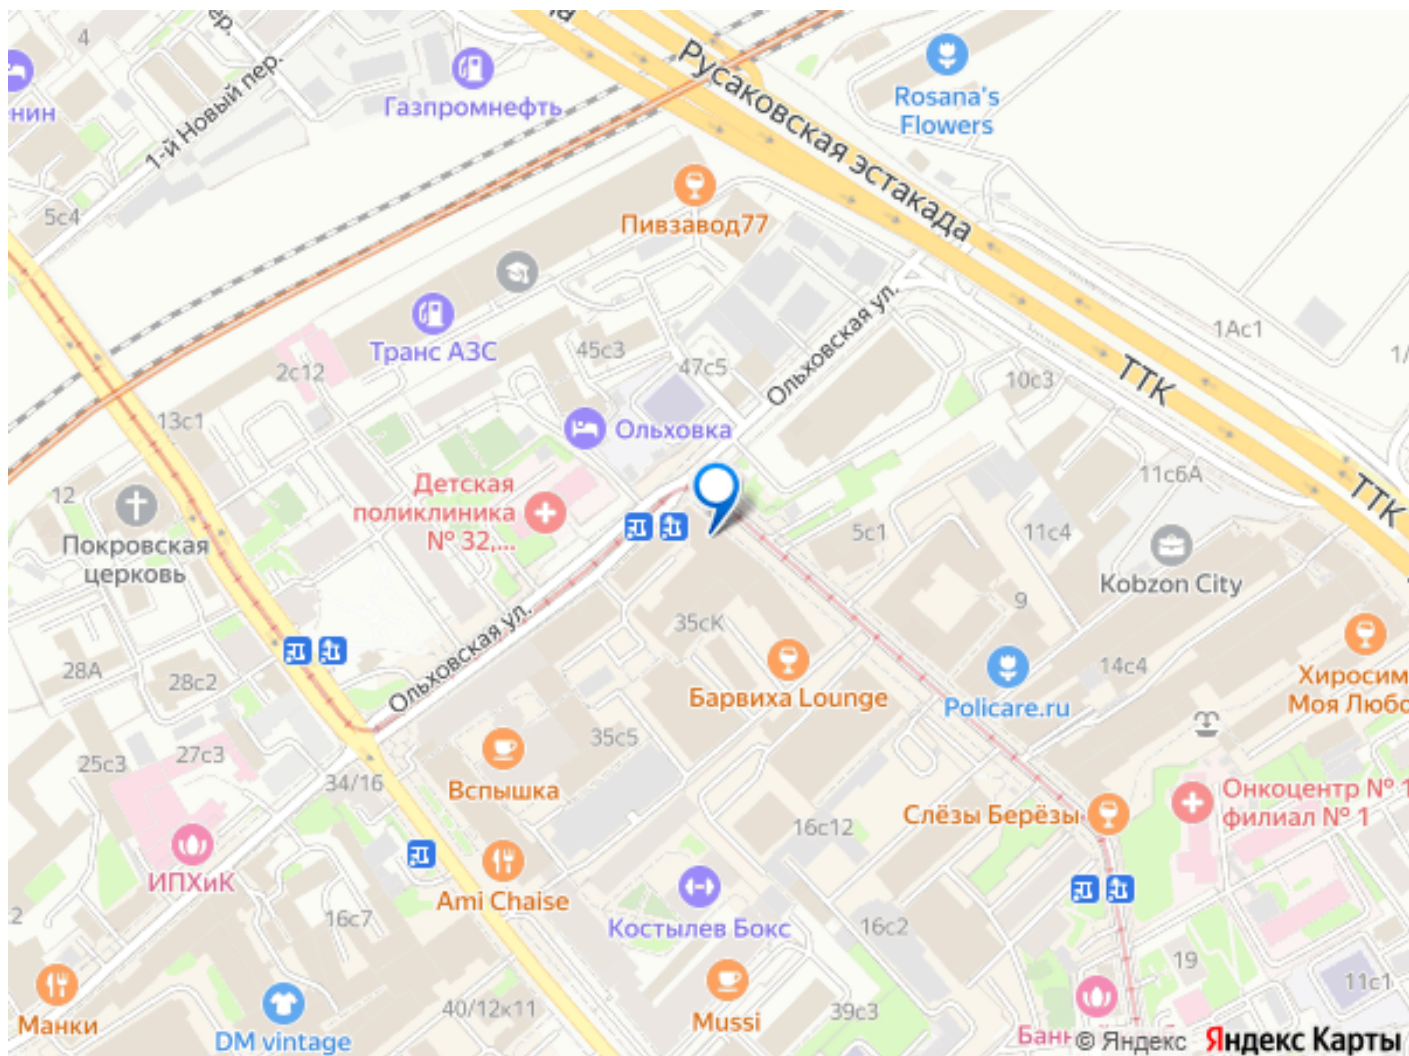 4
пер.
1-й Новый пер.
Газпромнефть
Русаковская эстакада
Rosana's
Flowers
енин
5с4
Пивзавод77
1Ас1
Транс АЗС
45с3
47с5
2с12
Ольховская ул.
10с3
ТТК
13с1
Ольховка
11с6А
ТТК
12
Детская
поликлиника
№ 32,...
Покровская
церковь
5с1
11с4
Kobzon City
9
35сК
Ольховская ул.
28А
28с2
Барвиха Lounge
14с4
Policare.ru
Хиросим
Моя Любо
25с3
27с3
34/16
35с5
Вспышка
Слёзы Берёзы
Онкоцентр № 1
филиал № 1
16с12
ИПХиК
Ami Chaise
16с7
Костылев Бокс
16с2
19
11с1
Манки
DM vintage
40/12к11
Mussi
39с3
© Яндекс Яндекс Карты